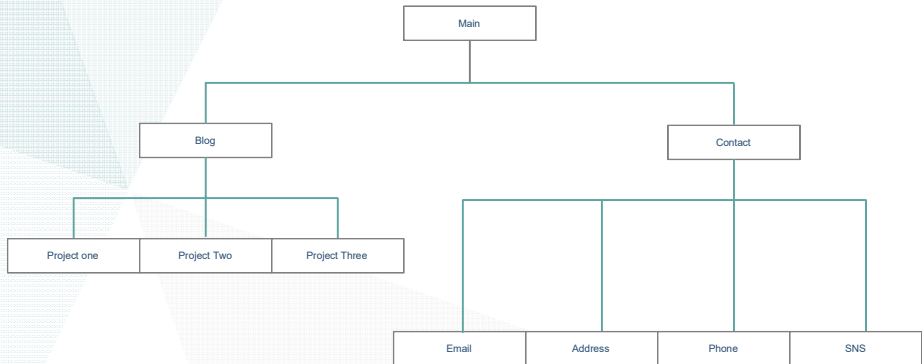 Main
Blog
Contact
Project one
Project Two
Project Three
Email
Address
Phone
SNS